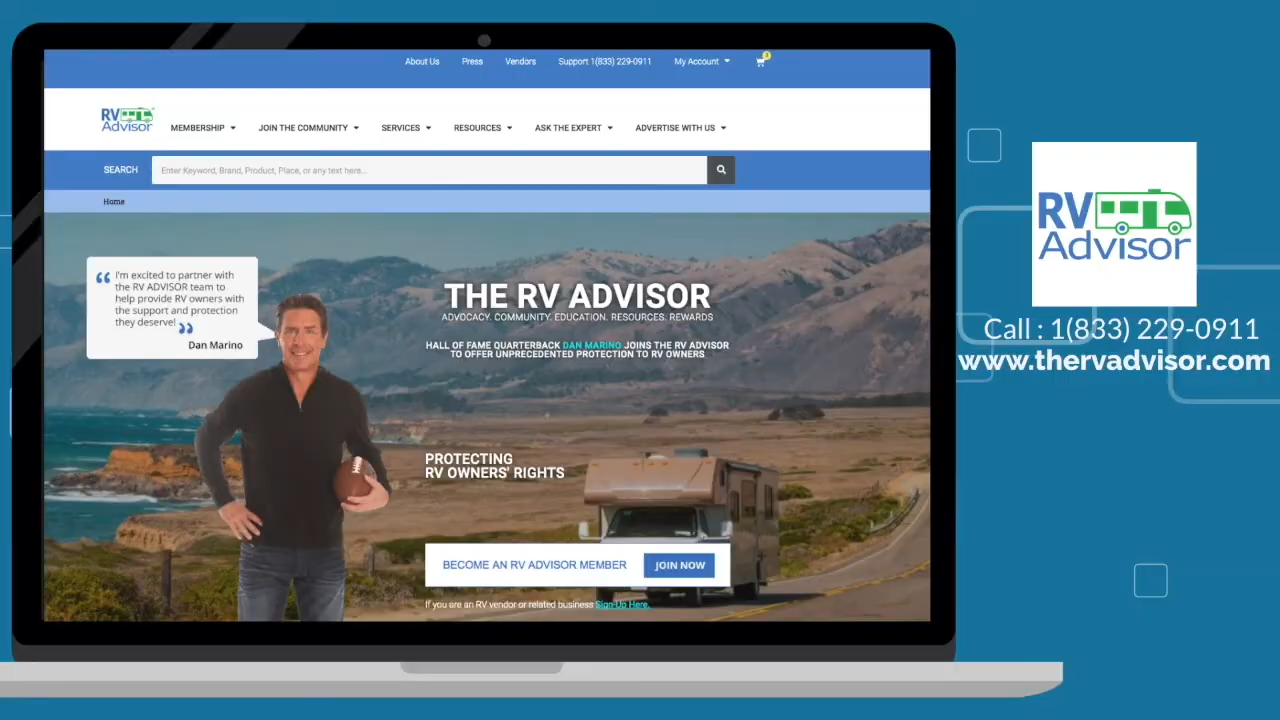 About Us Press Vendors Support 1(833) 229-0911 My Account
RV
Advisor
MEMBERSHIP JOIN THE COMMUNITY SERVICES RESOURCES ASK THE EXPERT ADVERTISE WITH US
SEARCH Enter Keyword, Brand, Product, Place, or any text here...
Home
“ I'm excited to partner with
the RV ADVISOR team to
help provide RV owners with
the support and protection
they deserve! ”
Dan Marino
THE RV ADVISOR
ADVOCACY. COMMUNITY. EDUCATION. RESOURCES. REWARDS
HALL OF FAME QUARTERBACK DAN MARINO JOINS THE RV ADVISOR
TO OFFER UNPRECEDENTED PROTECTION TO RV OWNERS
PROTECTING
RV OWNERS' RIGHTS
BECOME AN RV ADVISOR MEMBER JOIN NOW
If you are an RV vendor or related business Sign-Up Here.
RV
Advisor
Call : 1(833) 229-0911
www.thervadvisor.com